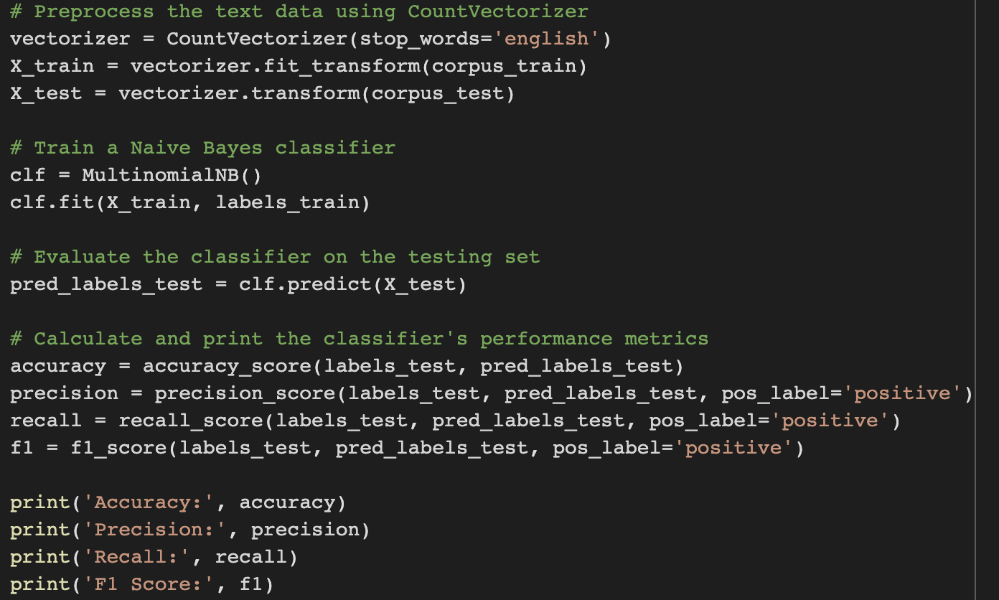 # Preprocess the text data using CountVectorizer
vectorizer = CountVectorizer(stop_words='english')
X_train = vectorizer.fit_transform(corpus_train)
X_test = vectorizer.transform(corpus_test)
# Train a Naive Bayes classifier
clf = MultinomialNB()
clf.fit(X_train, labels_train)
# Evaluate the classifier on the testing set
pred_labels_test = clf.predict(X_test)
# Calculate and print the classifier's performance metrics
accuracy = accuracy_score(labels_test, pred_labels_test)
precision = precision_score(labels_test, pred_labels_test, pos_label='positive')
recall = recall_score(labels_test, pred_labels_test, pos_label='positive')
f1 = f1_score(labels_test, pred_labels_test, pos_label='positive')
print('Accuracy:', accuracy)
print('Precision:', precision)
print('Recall:', recall)
print('F1 Score:', f1)